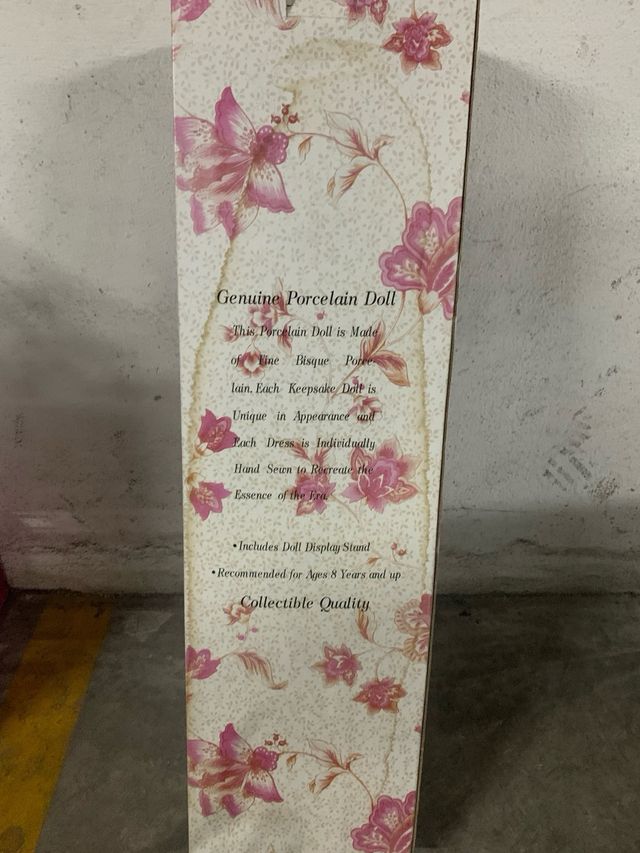 Genuine Porcelain Doll
This Porcelain Doll is Made
of Fine Bisque Porce-
lain. Each Keepsake Doll is
Unique in Appearance and
Each Dress is Individually
Hand Sewn to Recreate the
Essence of the Era.
•Includes Doll Display Stand
•Recommended for Ages 8 Years and up
Collectible Quality